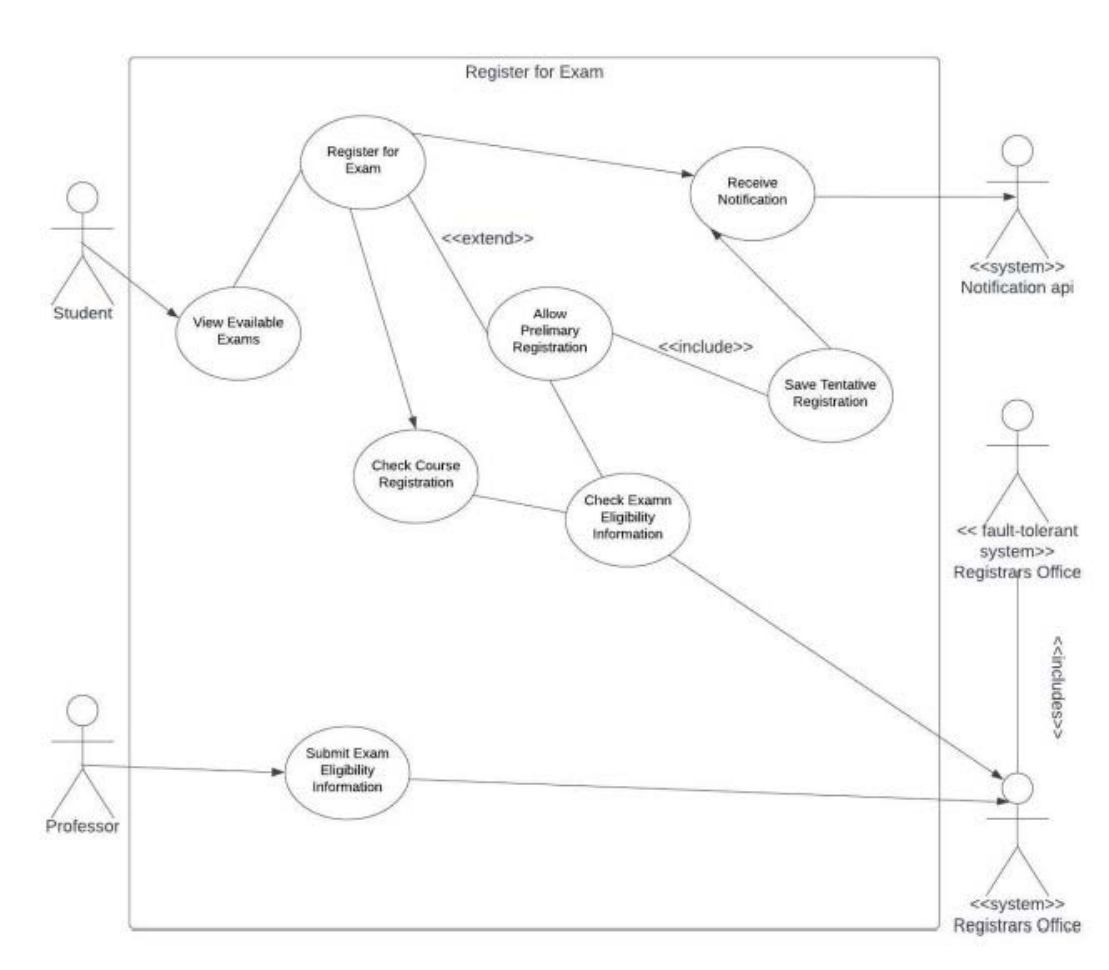 Register for Exam
Register for
Exam
Receive
Notification
<<extend>>
<<system>>
Notification api
Student
View Available
Exams
Allow
Prelimary
Registration
<<include>>
Save Tentative
Registration
Check Course
Registration
Check Examn
Eligibility
Information
<< fault-tolerant
system>>
Registrars Office
<<includes>>
Submit Exam
Eligibility
Information
Professor
<<system>>
Registrars Office